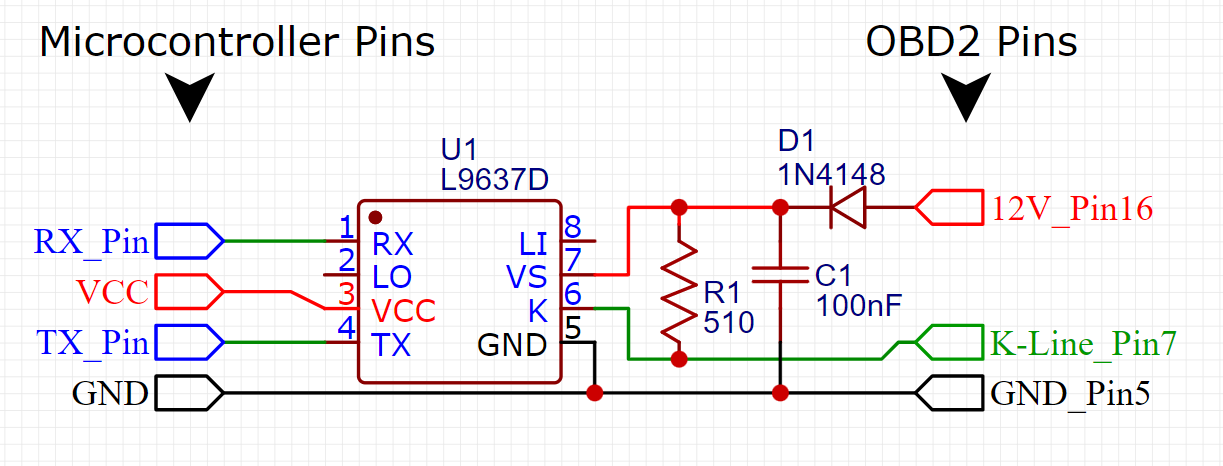 Microcontroller Pins
OBD2 Pins
U1
L9637D
D1
1N4148
RX_Pin
VCC
TX_Pin
GND
1
2
3
4
RX
LO
VCC
TX
LI
VS
K
GND
8
7
6
5
R1
510
C1
100nF
12V_Pin16
K-Line_Pin7
GND_Pin5